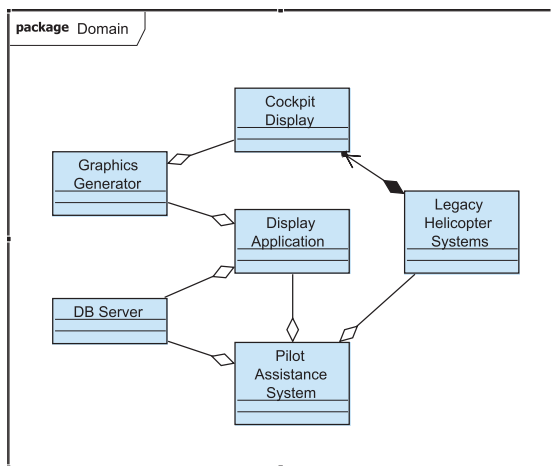 package Domain
Cockpit
Display
Graphics
Generator
Legacy
Helicopter
Systems
Display
Application
DB Server
Pilot
Assistance
System